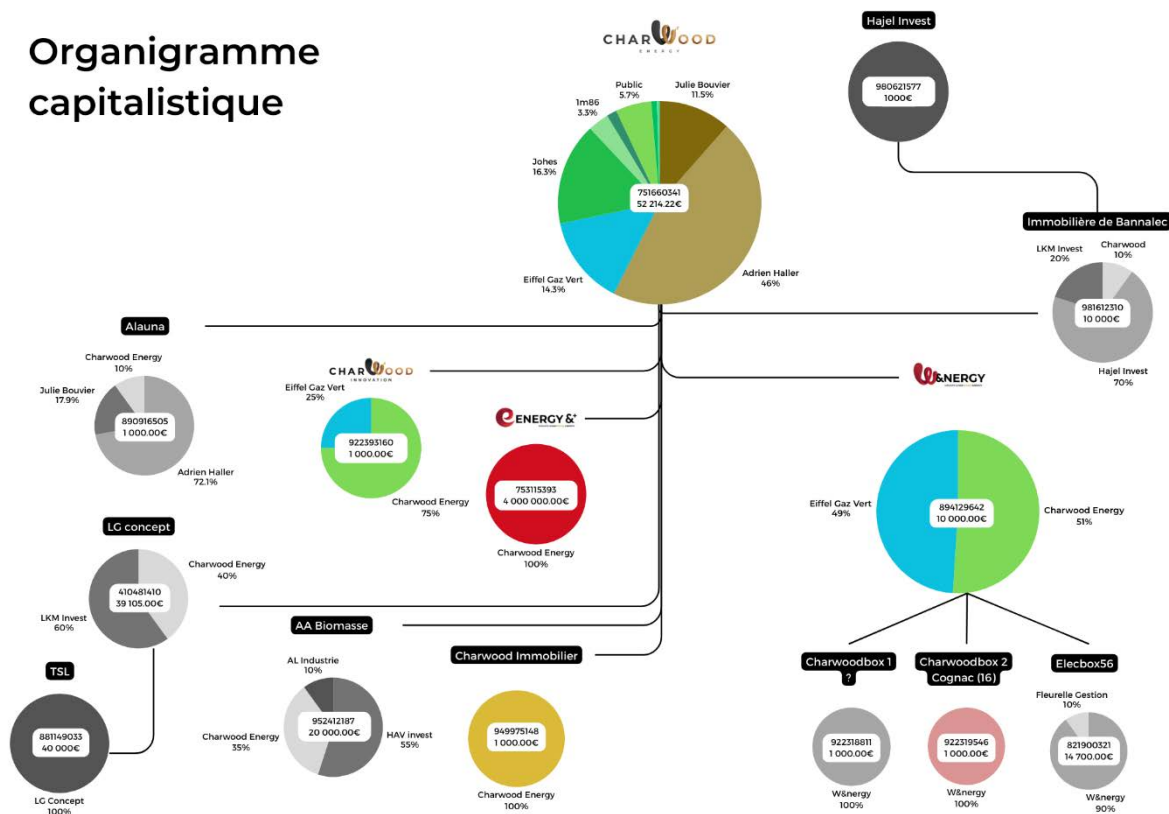 Organigramme
capitalistique
CHARWOOD
ENERGY
Hajel Invest
980621577
1000€
Public
5.7%
Julie Bouvier
11.5%
1m86
3.3%
Johes
16.3%
751660341
52 214.22€
Eiffel Gaz Vert
14.3%
Adrien Haller
46%
Immobilière de Bannalec
LKM Invest
20%
Charwood
10%
981612310
10 000€
Hajel Invest
70%
Alauna
Charwood Energy
10%
Julie Bouvier
17.9%
890916505
1 000.00€
Adrien Haller
72.1%
CHARWOOD
INNOVATION
Eiffel Gaz Vert
25%
922393160
1 000.00€
Charwood Energy
75%
eENERGY&+
753115393
4 000 000.00€
Charwood Energy
100%
W&NERGY
Eiffel Gaz Vert
49%
894129642
10 000.00€
Charwood Energy
51%
LG concept
Charwood Energy
40%
410481410
39 105.00€
LKM Invest
60%
TSL
881149033
40 000€
LG Concept
100%
AA Biomasse
AL Industrie
10%
952412187
20 000.00€
Charwood Energy
35%
HAV invest
55%
Charwood Immobilier
949975148
1 000.00€
Charwood Energy
100%
Charwoodbox 1
?
922318811
1 000.00€
W&nergy
100%
Charwoodbox 2
Cognac (16)
922319546
1 000.00€
W&nergy
100%
Elecbox56
Fleurelle Gestion
10%
821900321
14 700.00€
W&nergy
90%